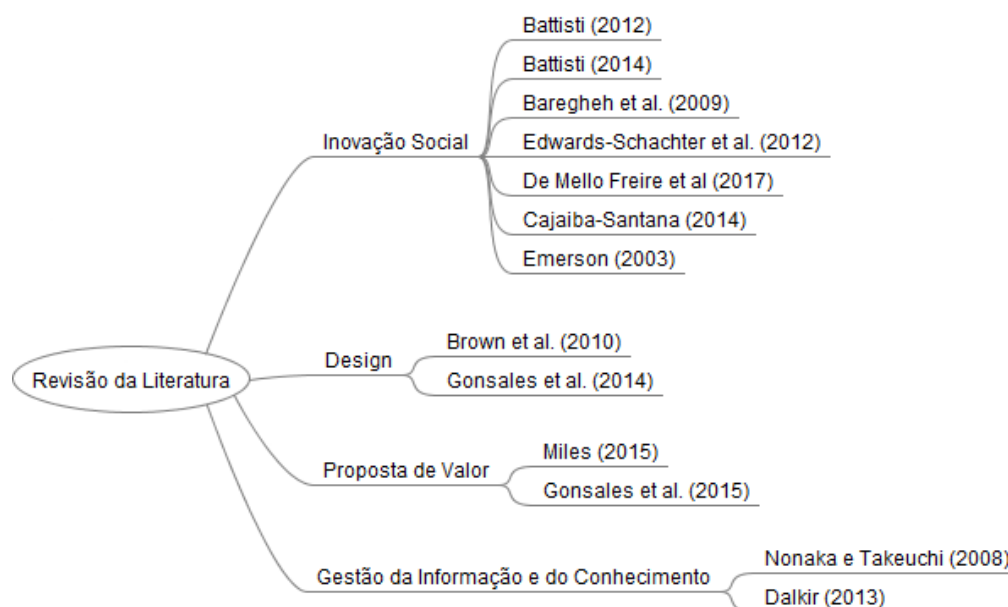 Revisão da Literatura
Inovação Social
Battisti (2012)
Battisti (2014)
Baregheh et al. (2009)
Edwards-Schachter et al. (2012)
De Mello Freire et al (2017)
Cajaiba-Santana (2014)
Emerson (2003)
Design
Brown et al. (2010)
Gonsales et al. (2014)
Proposta de Valor
Miles (2015)
Gonsales et al. (2015)
Gestão da Informação e do Conhecimento
Nonaka e Takeuchi (2008)
Dalkir (2013)